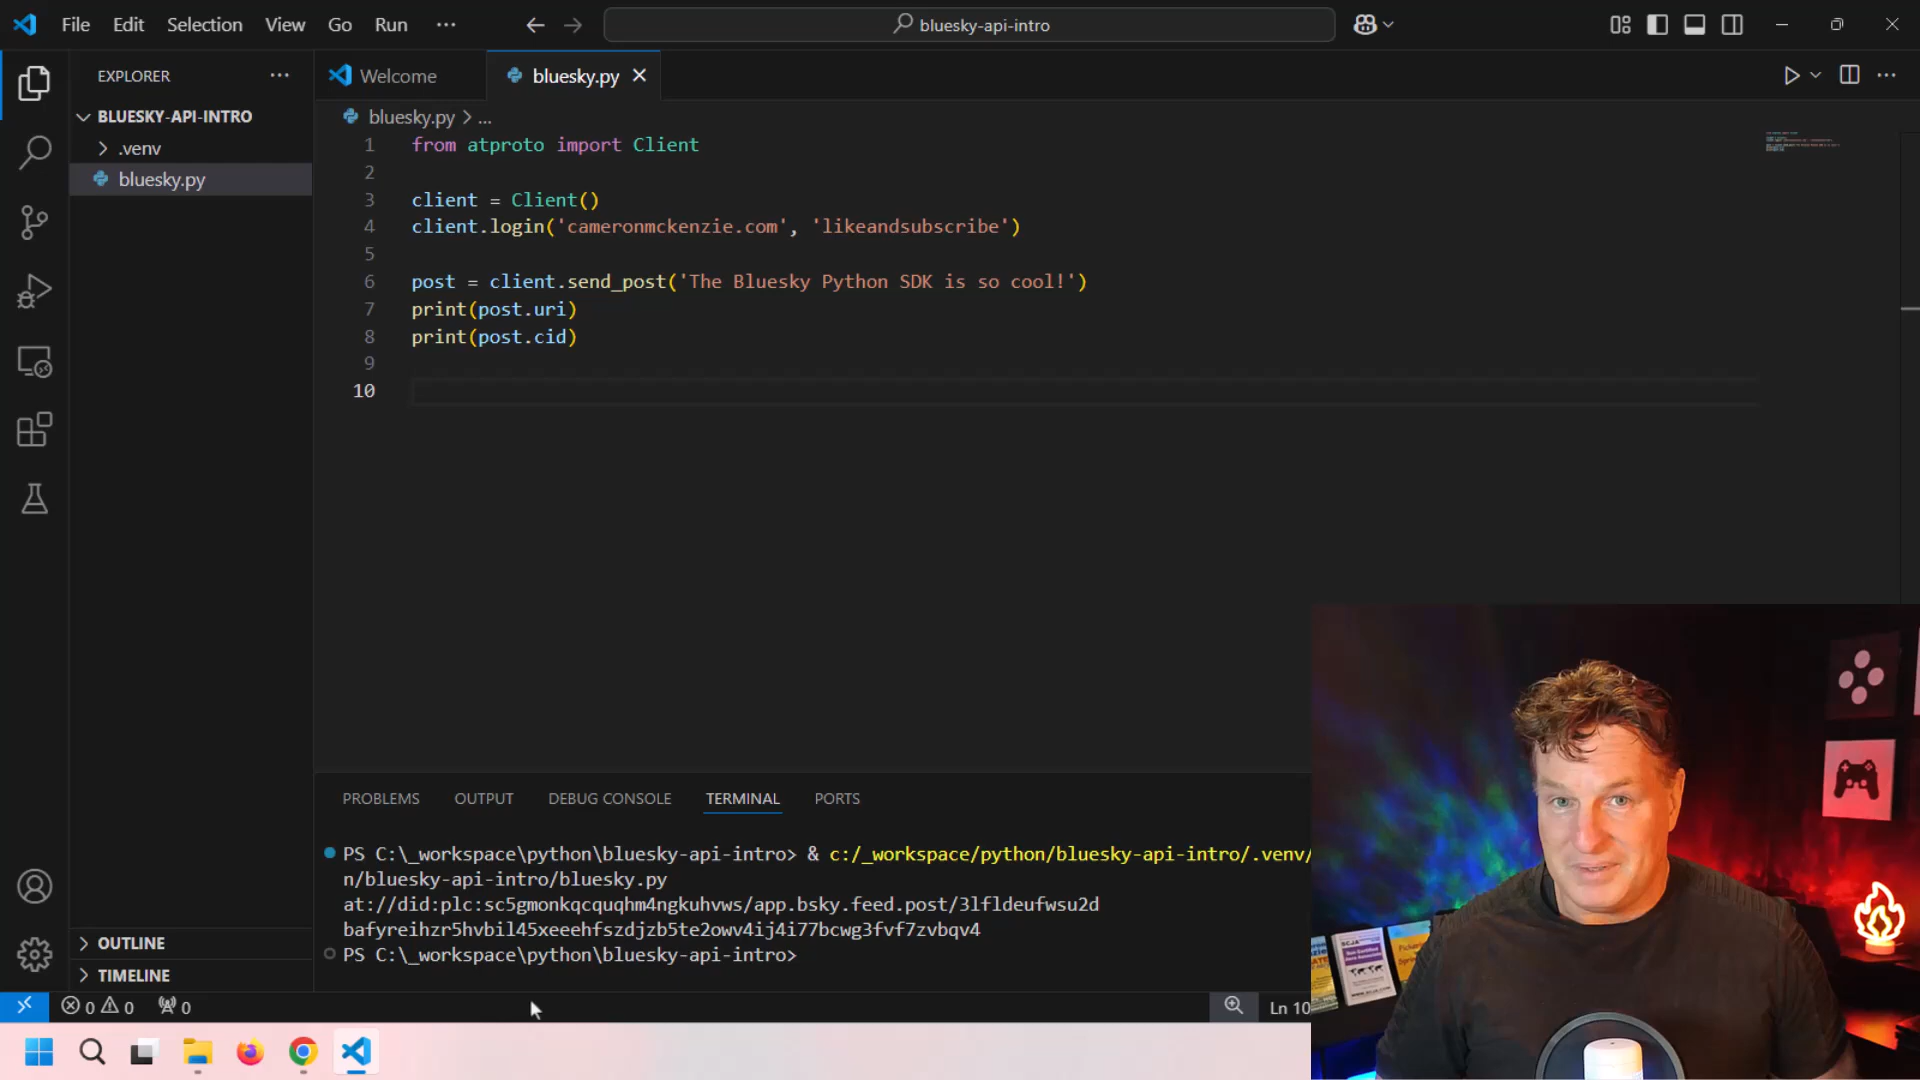 File Edit Selection View Go Run ··· bluesky-api-intro
EXPLORER ···
Welcome
bluesky.py
BLUESKY-API-INTRO
.venv
bluesky.py
bluesky.py > ...
1 from atproto import Client
2
3 client = Client()
4 client.login('cameronmckenzie.com', 'likeandsubscribe')
5
6 post = client.send_post('The Bluesky Python SDK is so cool!')
7 print(post.uri)
8 print(post.cid)
9
10
PROBLEMS OUTPUT DEBUG CONSOLE TERMINAL PORTS
PS C:\_workspace\python\bluesky-api-intro> & c:/_workspace/python/bluesky-api-intro/.venv/
n/bluesky-api-intro/bluesky.py
at://did:plc:sc5gmonkqcquqhm4ngkuhvws/app.bsky.feed.post/3lfldeufwsu2d
bafyreihzr5hvbil45xeeehfszdjzb5te2owv4ij4i77bcwg3fvf7zvbqv4
PS C:\_workspace\python\bluesky-api-intro>
OUTLINE
TIMELINE
0 0 0
Ln 10
SCJA